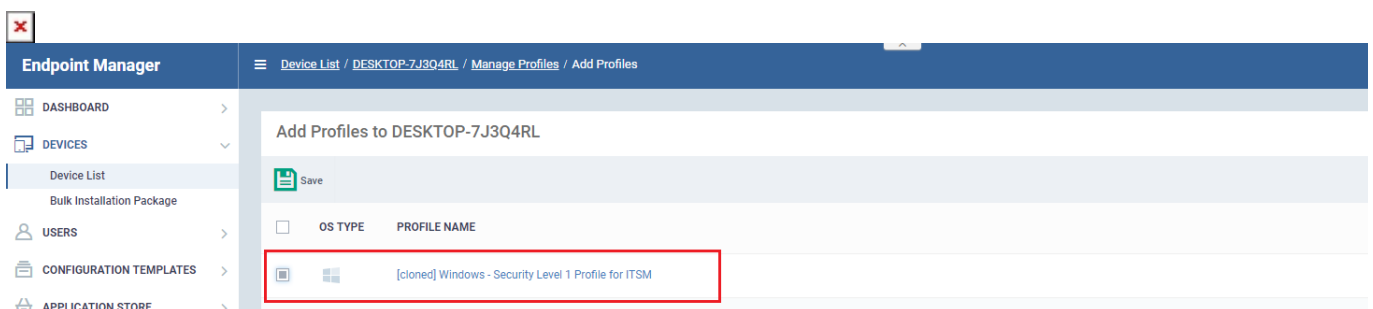 Endpoint Manager
Device List / DESKTOP-7J3Q4RL / Manage Profiles / Add Profiles
DASHBOARD
DEVICES
Device List
Bulk Installation Package
USERS
CONFIGURATION TEMPLATES
APPLICATION STORE
Add Profiles to DESKTOP-7J3Q4RL
Save
OS TYPE PROFILE NAME
[cloned] Windows - Security Level 1 Profile for ITSM